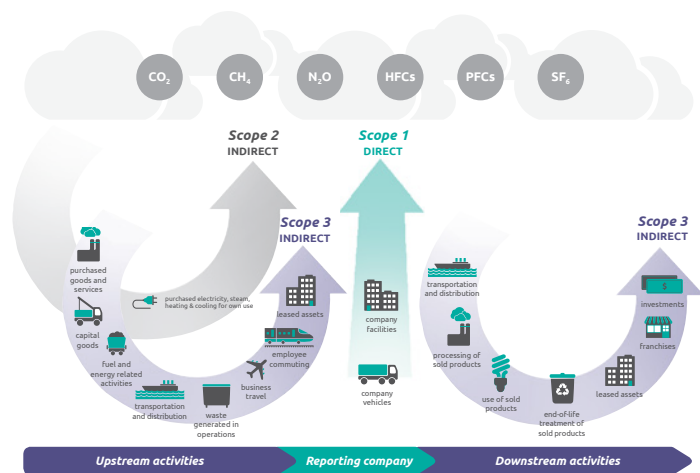 CO₂
CH₄
N₂O
HFCs
PFCs
SF₆
Scope 2
INDIRECT
Scope 1
DIRECT
Scope 3
INDIRECT
Scope 3
INDIRECT
purchased
goods and
services
capital
goods
fuel and
energy related
activities
transportation
and distribution
waste
generated in
operations
business
travel
employee
commuting
leased assets
purchased electricity, steam,
heating & cooling for own use
company
facilities
company
vehicles
transportation
and distribution
processing of
sold products
use of sold
products
end-of-life
treatment of
sold products
leased assets
franchises
investments
$
Upstream activities
Reporting company
Downstream activities